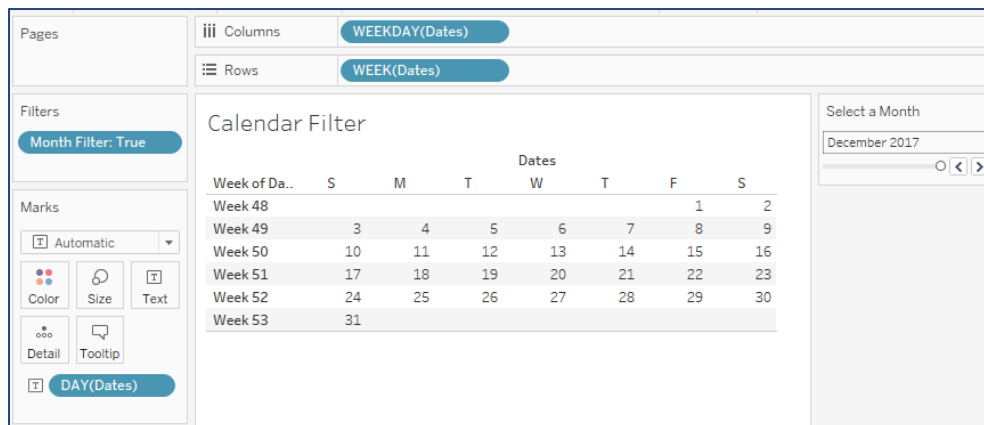 Pages
Columns
WEEKDAY(Dates)
Rows
WEEK(Dates)
Filters
Month Filter: True
Marks
T Automatic
Color Size T Text
Detail Tooltip
T DAY(Dates)
Calendar Filter
Dates
Week of Da.. S M T W T F S
Week 48 1 2
Week 49 3 4 5 6 7 8 9
Week 50 10 11 12 13 14 15 16
Week 51 17 18 19 20 21 22 23
Week 52 24 25 26 27 28 29 30
Week 53 31
Select a Month
December 2017